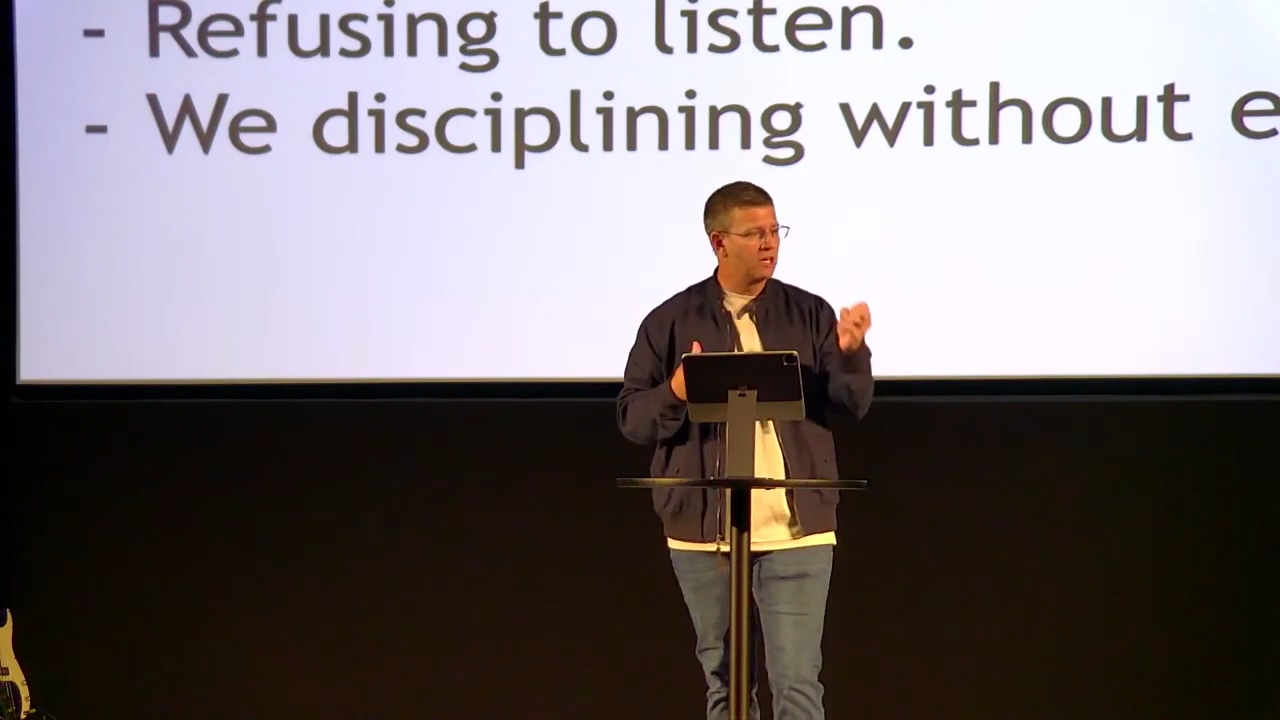 - Refusing to listen.
- We disciplining without